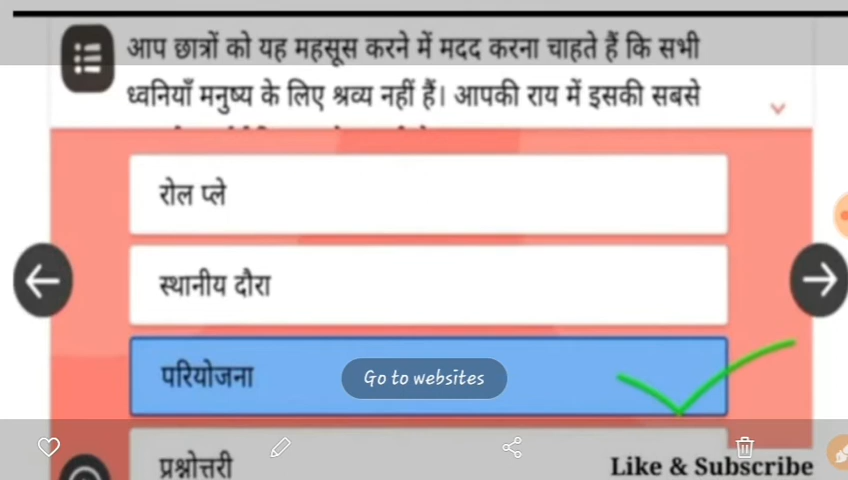 आप छात्रों को यह महसूस करने में मदद करना चाहते हैं कि सभी
ध्वनियाँ मनुष्य के लिए श्रव्य नहीं हैं। आपकी राय में इसकी सबसे
रोल प्ले
स्थानीय दौरा
परियोजना
Go to websites
प्रश्नोत्तरी
Like & Subscribe